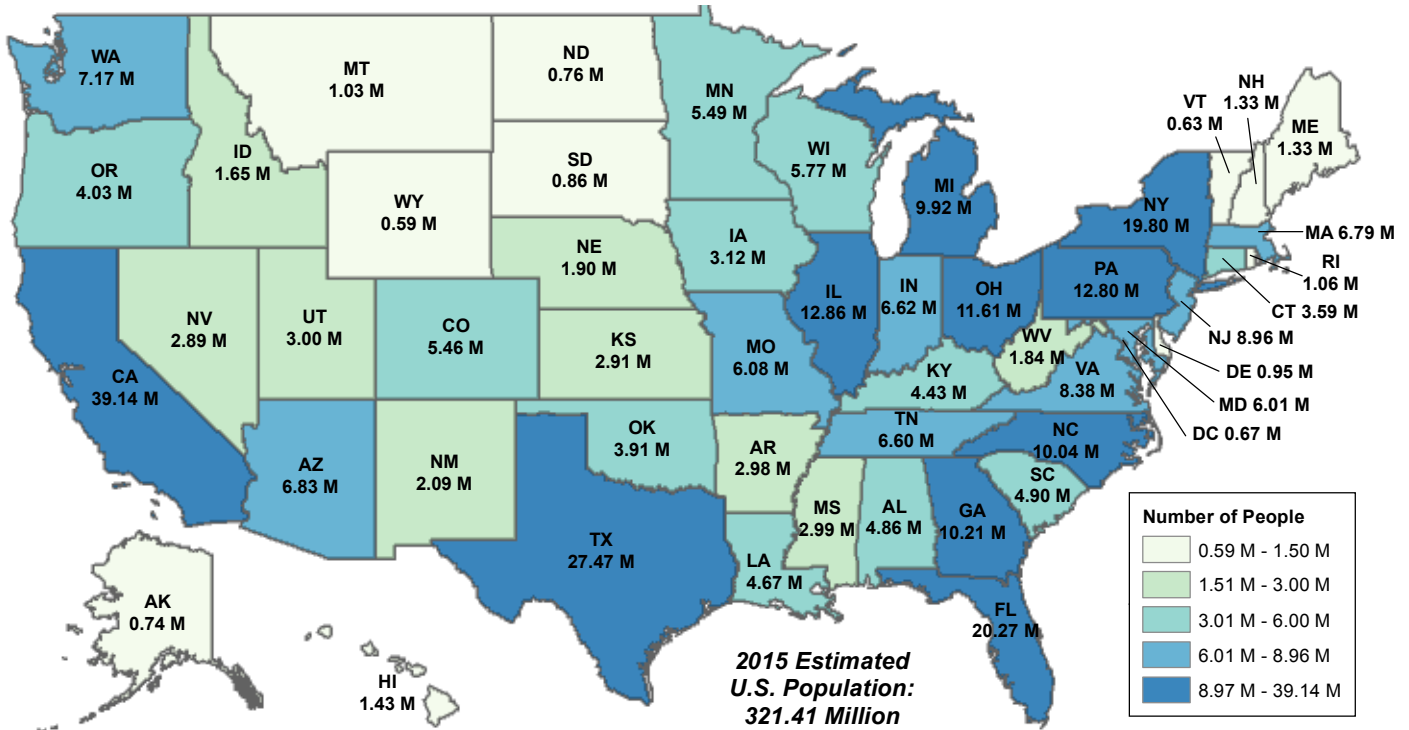 WA
7.17 M
MT
1.03 M
ND
0.76 M
MN
5.49 M
NH
1.33 M
VT
0.63 M
ME
1.33 M
OR
4.03 M
ID
1.65 M
WY
0.59 M
SD
0.86 M
WI
5.77 M
MI
9.92 M
NY
19.80 M
MA 6.79 M
RI
1.06 M
CT 3.59 M
NJ 8.96 M
DE 0.95 M
MD 6.01 M
DC 0.67 M
NE
1.90 M
IA
3.12 M
PA
12.80 M
NV
2.89 M
UT
3.00 M
CO
5.46 M
KS
2.91 M
MO
6.08 M
IL
12.86 M
IN
6.62 M
OH
11.61 M
WV
1.84 M
VA
8.38 M
KY
4.43 M
CA
39.14 M
AZ
6.83 M
NM
2.09 M
OK
3.91 M
AR
2.98 M
TN
6.60 M
NC
10.04 M
SC
4.90 M
MS
2.99 M
AL
4.86 M
GA
10.21 M
TX
27.47 M
LA
4.67 M
FL
20.27 M
AK
0.74 M
HI
1.43 M
2015 Estimated
U.S. Population:
321.41 Million
Number of People
0.59 M - 1.50 M
1.51 M - 3.00 M
3.01 M - 6.00 M
6.01 M - 8.96 M
8.97 M - 39.14 M